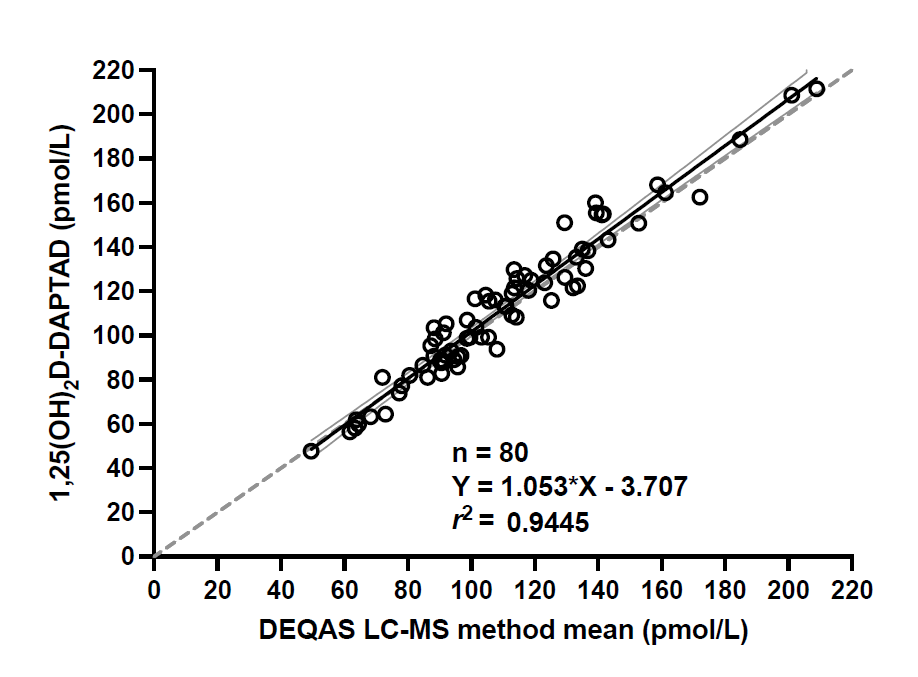 220
200
180
160
140
120
100
80
60
40
20
0
1,25(OH)₂D-DAPTAD (pmol/L)
n = 80
Y = 1.053*X - 3.707
r² = 0.9445
0 20 40 60 80 100 120 140 160 180 200 220
DEQAS LC-MS method mean (pmol/L)